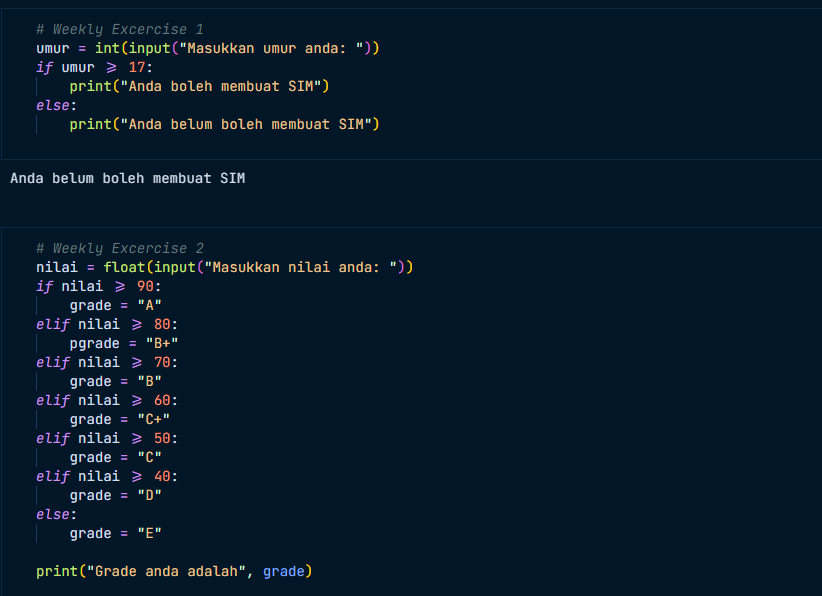 # Weekly Excercise 1
umur = int(input("Masukkan umur anda: "))
if umur >= 17:
    print("Anda boleh membuat SIM")
else:
    print("Anda belum boleh membuat SIM")
Anda belum boleh membuat SIM
# Weekly Excercise 2
nilai = float(input("Masukkan nilai anda: "))
if nilai >= 90:
    grade = "A"
elif nilai >= 80:
    pgrade = "B+"
elif nilai >= 70:
    grade = "B"
elif nilai >= 60:
    grade = "C+"
elif nilai >= 50:
    grade = "C"
elif nilai >= 40:
    grade = "D"
else:
    grade = "E"
print("Grade anda adalah", grade)